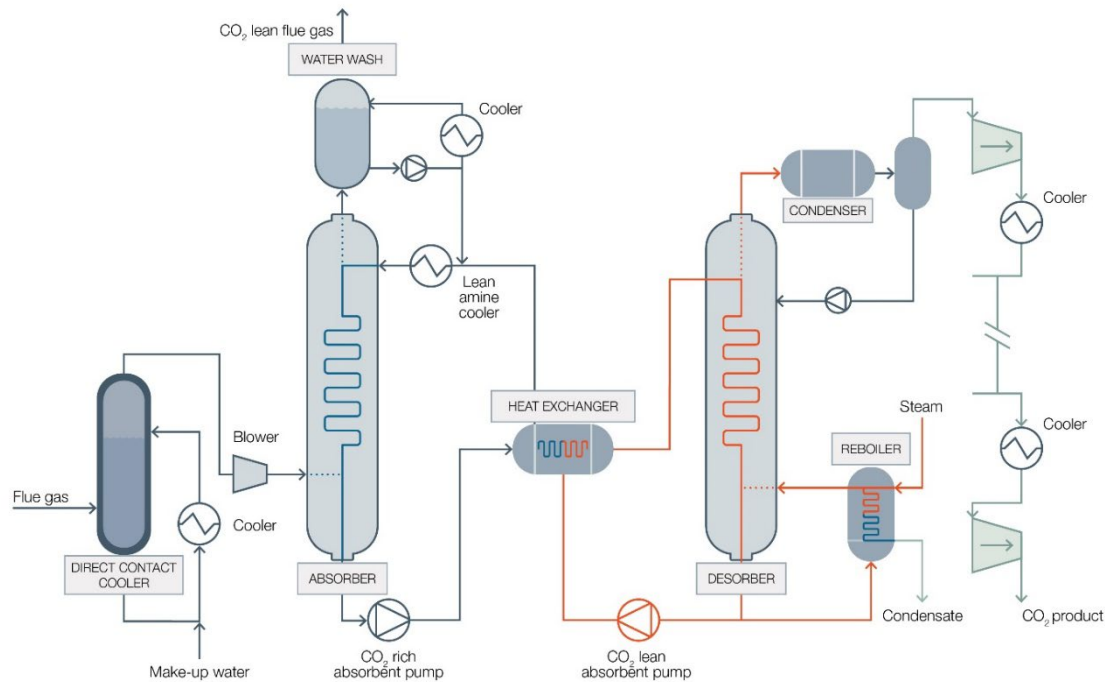 CO₂ lean flue gas
WATER WASH
Cooler
CONDENSER
Cooler
Lean
amine
cooler
HEAT EXCHANGER
Steam
Cooler
Blower
REBOILER
Flue gas
Cooler
DIRECT CONTACT
COOLER
ABSORBER
DESORBER
Condensate
CO₂ product
Make-up water
CO₂ rich
absorbent pump
CO₂ lean
absorbent pump